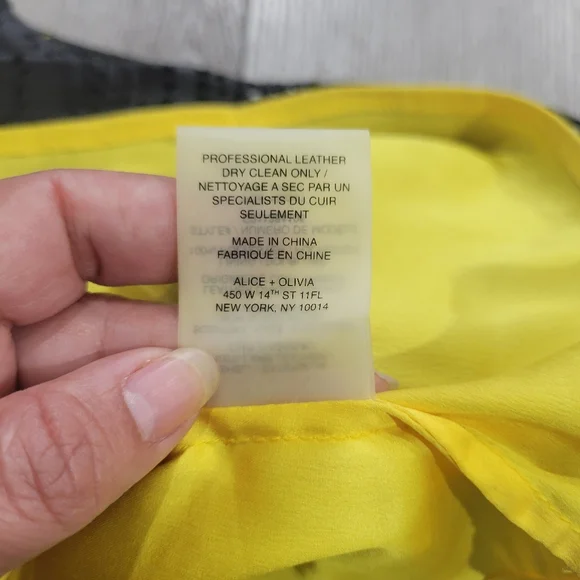 PROFESSIONAL LEATHER
DRY CLEAN ONLY /
NETTOYAGE A SEC PAR UN
SPECIALISTS DU CUIR
SEULEMENT
MADE IN CHINA
FABRIQUÉ EN CHINE
ALICE + OLIVIA
450 W 14TH ST 11FL
NEW YORK, NY 10014